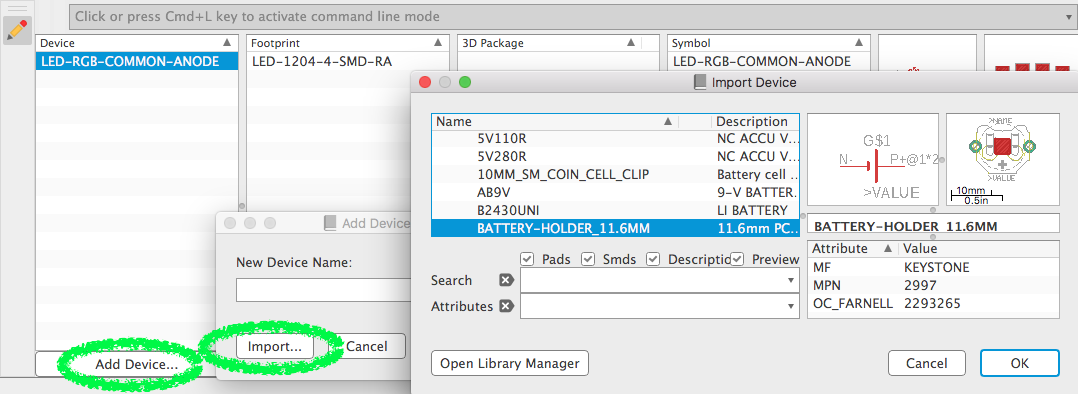 Click or press Cmd+L key to activate command line mode
Device
Footprint
3D Package
Symbol
LED-RGB-COMMON-ANODE
LED-1204-4-SMD-RA
LED-RGB-COMMON-ANODE
Import Device
Name
Description
5V110R
NC ACCU V...
5V280R
NC ACCU V...
10MM_SM_COIN_CELL_CLIP
Battery cell ...
AB9V
9-V BATTER...
B2430UNI
LI BATTERY
BATTERY-HOLDER_11.6MM
11.6mm PC...
G$1
N-
P+@1*2
>VALUE
>NAME
>VALUE
10mm
0.5in
BATTERY-HOLDER_11.6MM
Attribute
Value
MF
KEYSTONE
MPN
2997
OC_FARNELL
2293265
Pads
Smds
Descriptio
Preview
Search
Attributes
Open Library Manager
Cancel
OK
Add Device
New Device Name:
Import...
Cancel
Add Device...